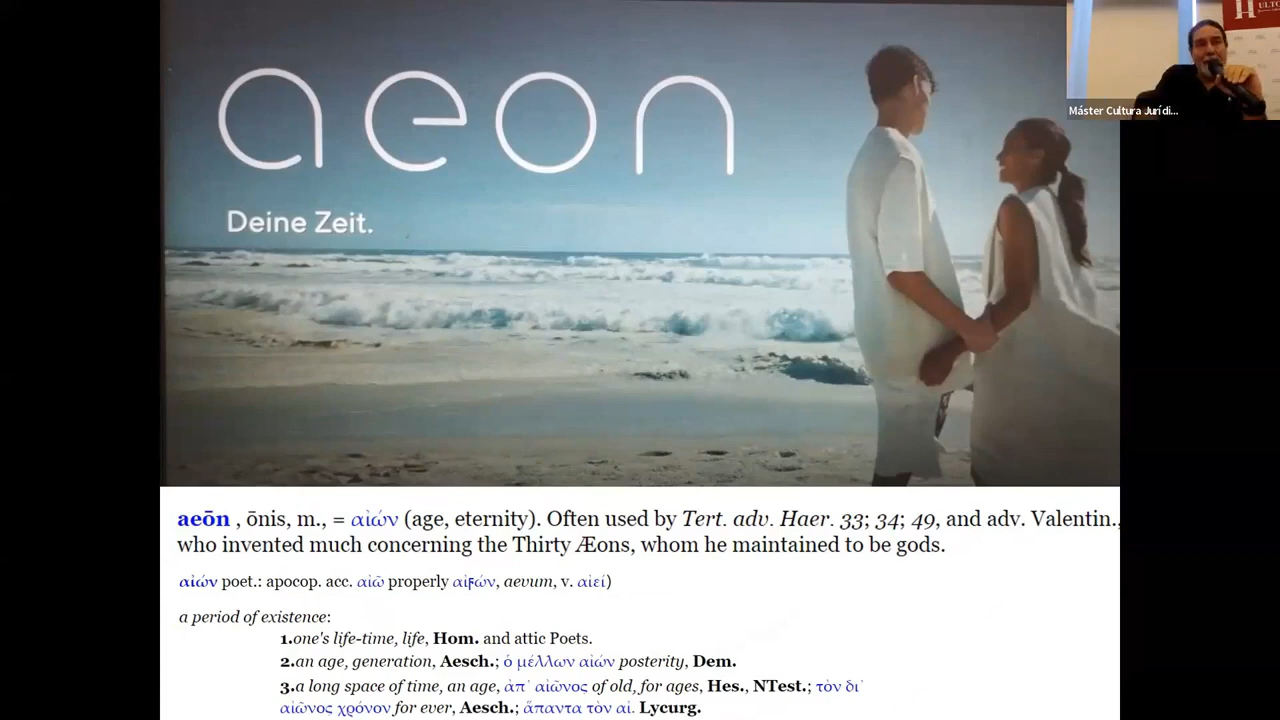 aeon
Deine Zeit.
Máster Cultura Jurídi...
aeōn , ōnis, m., = αἰών (age, eternity). Often used by Tert. adv. Haer. 33; 34; 49, and adv. Valentin.,
who invented much concerning the Thirty Æons, whom he maintained to be gods.
αἰών poet.: apocop. acc. αἰῶ properly αἰϝών, aevum, v. αἰεί)
a period of existence:
1.one's life-time, life, Hom. and attic Poets.
2.an age, generation, Aesch.; ὁ μέλλων αἰών posterity, Dem.
3.a long space of time, an age, ἀπ᾽ αἰῶνος of old, for ages, Hes., NTest.; τὸν δι᾽
αἰῶνος χρόνον for ever, Aesch.; ἅπαντα τὸν αἰ. Lycurg.